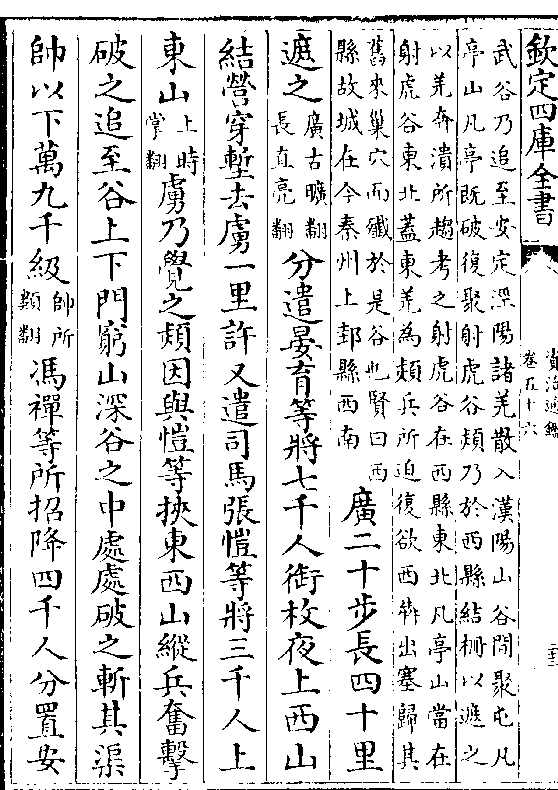 欽定四庫全書
資治通鑑
卷五十六
武谷乃追至安定涇陽諸羌散入漢陽山谷間聚屯凡
亭山凡亭既破復聚射虎谷熲乃於西縣結柵以遮之
以羌奔潰所趨考之射虎谷在西縣東北凡亭山當在
射虎谷東北蓋東羌為熲兵所迫復欲西犇出塞歸其
舊來巢穴而殲於是谷也賢曰西
縣故城在今秦州上邽縣西南
廣二十步長四十里
遮之廣古曠翻
長直亮翻分遣晏育等將七千人銜枚夜上西山
結營穿塹去虜一里許又遣司馬張愷等將三千人上
東山上時
掌翻虜乃覺之熲因與愷等挾東西山縱兵奮擊
破之追至谷上下門窮山深谷之中處處破之斬其渠
帥以下萬九千級帥所
類翻馮禪等所招降四千人分置安